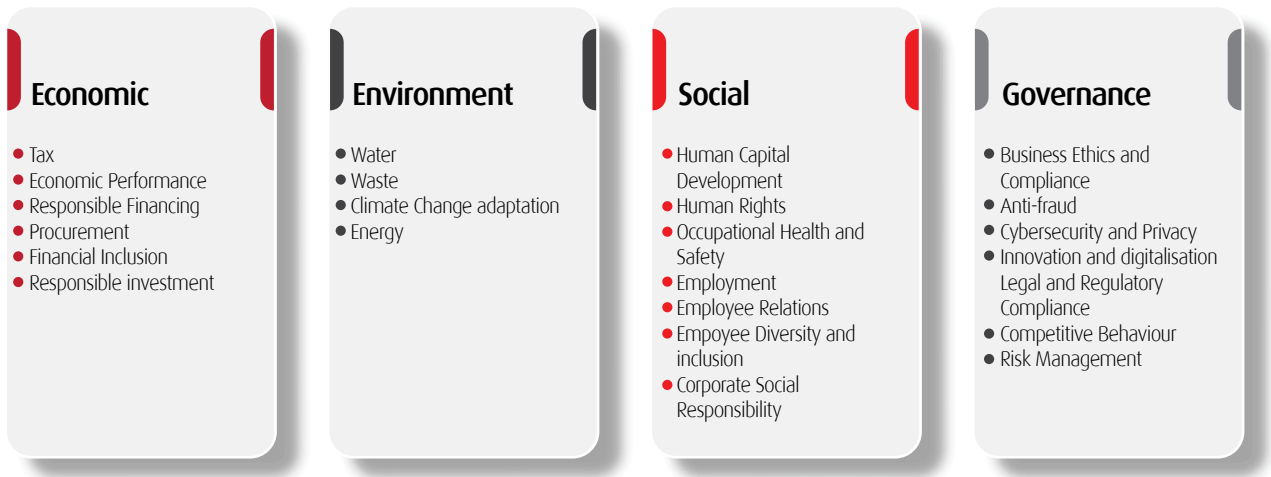 Economic
• Tax
• Economic Performance
• Responsible Financing
• Procurement
• Financial Inclusion
• Responsible investment
Environment
• Water
• Waste
• Climate Change adaptation
• Energy
Social
• Human Capital
Development
• Human Rights
• Occupational Health and
Safety
• Employment
• Employee Relations
• Empoyee Diversity and
inclusion
• Corporate Social
Responsibility
Governance
• Business Ethics and
Compliance
• Anti-fraud
• Cybersecurity and Privacy
• Innovation and digitalisation
Legal and Regulatory
Compliance
• Competitive Behaviour
• Risk Management